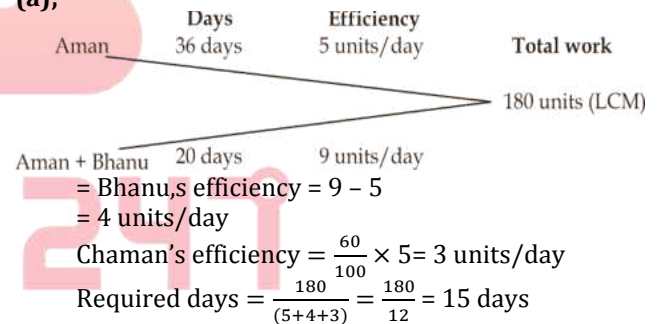 (a);
Days Efficiency
Aman 36 days 5 units/day Total work
180 units (LCM)
Aman + Bhanu 20 days 9 units/day
= Bhanu,s efficiency = 9 – 5
= 4 units/day
Chaman’s efficiency = 60/100 × 5= 3 units/day
Required days = 180/(5+4+3) = 180/12 = 15 days
247